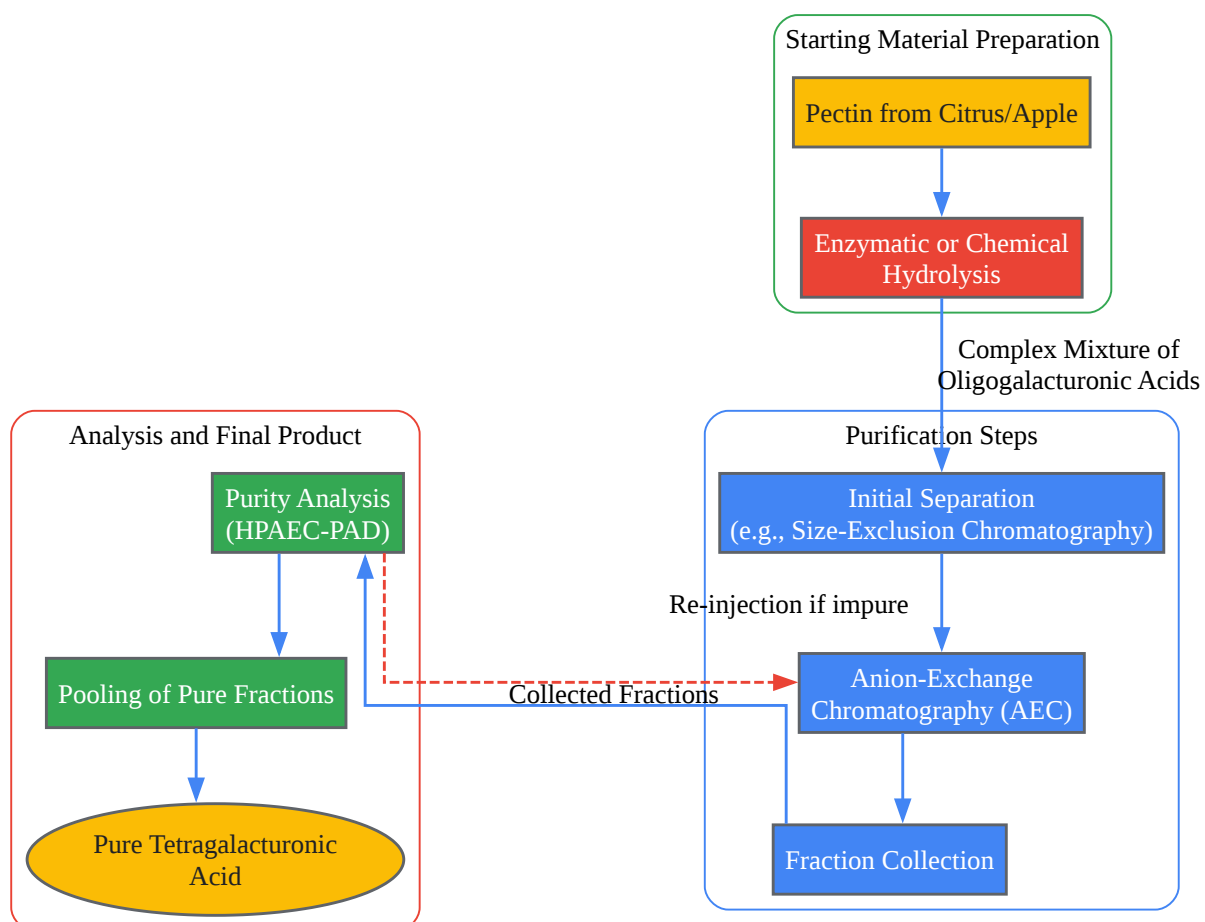 Starting Material Preparation
Pectin from Citrus/Apple
Enzymatic or Chemical
Hydrolysis
Complex Mixture of
Oligogalacturonic Acids
Purification Steps
Initial Separation
(e.g., Size-Exclusion Chromatography)
Re-injection if impure
Anion-Exchange
Chromatography (AEC)
Fraction Collection
Collected Fractions
Analysis and Final Product
Purity Analysis
(HPAEC-PAD)
Pooling of Pure Fractions
Pure Tetragalacturonic
Acid